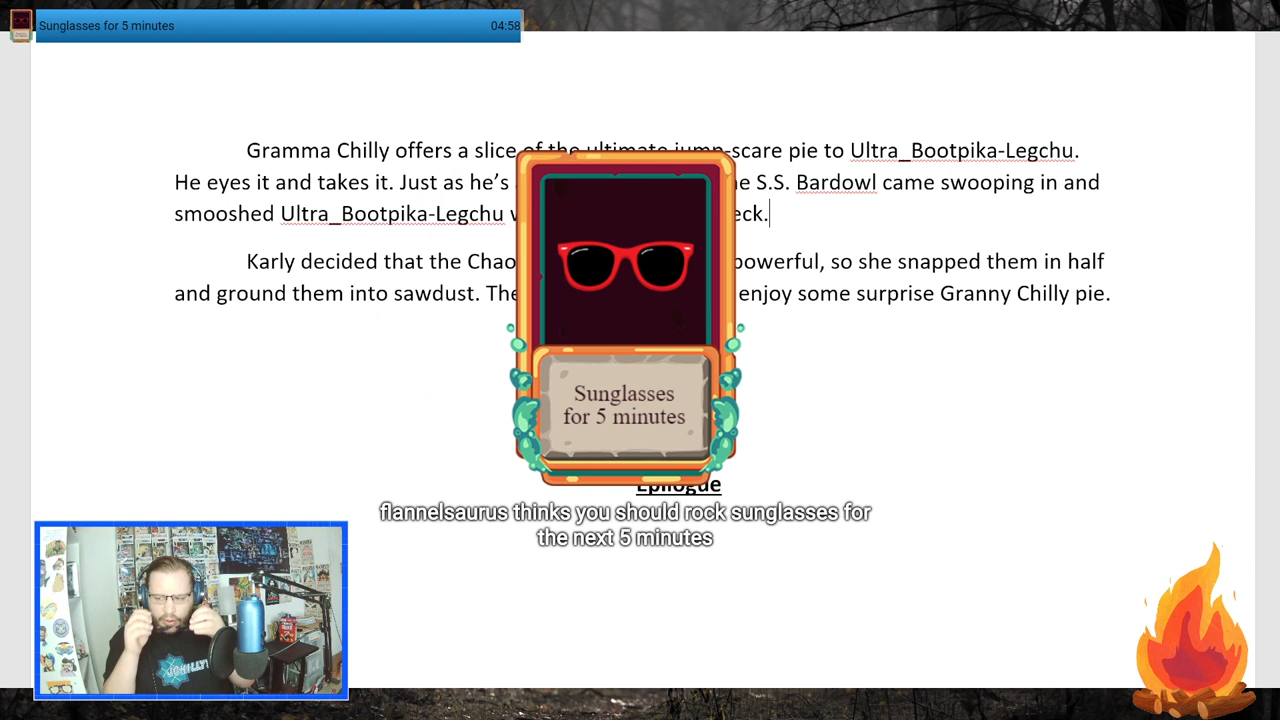 Sunglasses for 5 minutes 04:58
Gramma Chilly offers a slice of the ultimate jump-scare pie to Ultra_Bootpika-Legchu.
He eyes it and takes it. Just as he's S.S. Bardowl came swooping in and
smooshed Ultra_Bootpika-Legchu eck.
Karly decided that the Chao powerful, so she snapped them in half
and ground them into sawdust. The enjoy some surprise Granny Chilly pie.
Sunglasses
for 5 minutes
Epilogue
flannelsaurus thinks you should rock sunglasses for
the next 5 minutes